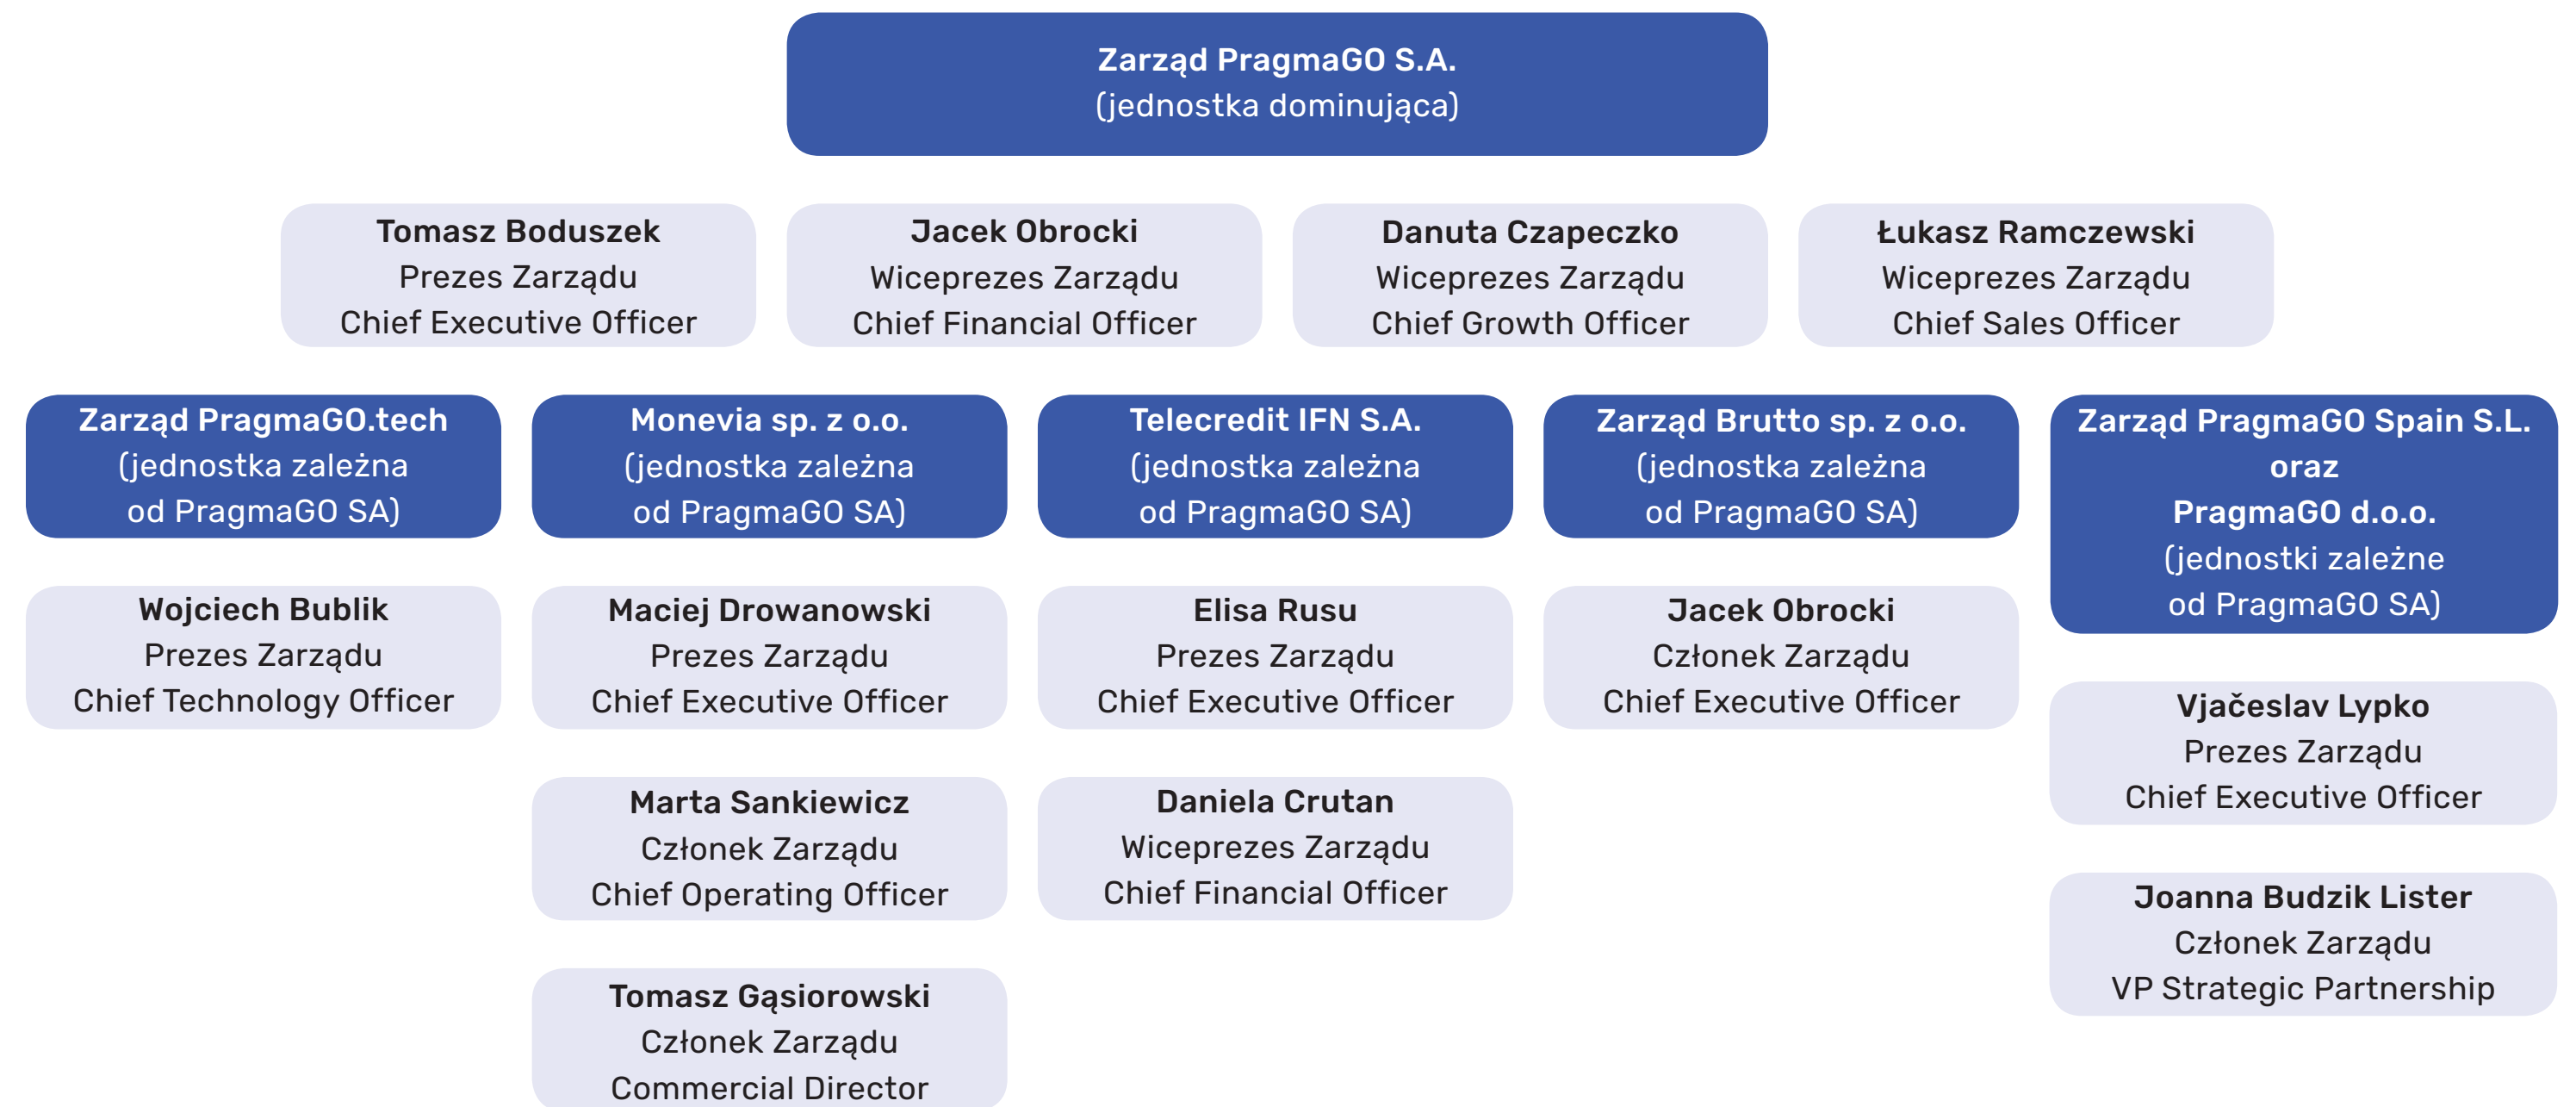 Zarząd PragmaGO S.A.
(jednostka dominująca)
Tomasz Boduszek
Prezes Zarządu
Chief Executive Officer
Jacek Obrocki
Wiceprezes Zarządu
Chief Financial Officer
Danuta Czapeczko
Wiceprezes Zarządu
Chief Growth Officer
Łukasz Ramczewski
Wiceprezes Zarządu
Chief Sales Officer
Zarząd PragmaGO.tech
(jednostka zależna
od PragmaGO SA)
Wojciech Bublik
Prezes Zarządu
Chief Technology Officer
Monevia sp. z o.o.
(jednostka zależna
od PragmaGO SA)
Maciej Drowanowski
Prezes Zarządu
Chief Executive Officer
Marta Sankiewicz
Członek Zarządu
Chief Operating Officer
Tomasz Gąsiorowski
Członek Zarządu
Commercial Director
Telecredit IFN S.A.
(jednostka zależna
od PragmaGO SA)
Elisa Rusu
Prezes Zarządu
Chief Executive Officer
Daniela Crutan
Wiceprezes Zarządu
Chief Financial Officer
Zarząd Brutto sp. z o.o.
(jednostka zależna
od PragmaGO SA)
Jacek Obrocki
Członek Zarządu
Chief Executive Officer
Zarząd PragmaGO Spain S.L.
oraz
PragmaGO d.o.o.
(jednostki zależne
od PragmaGO SA)
Vjačeslav Lypko
Prezes Zarządu
Chief Executive Officer
Joanna Budzik Lister
Członek Zarządu
VP Strategic Partnership